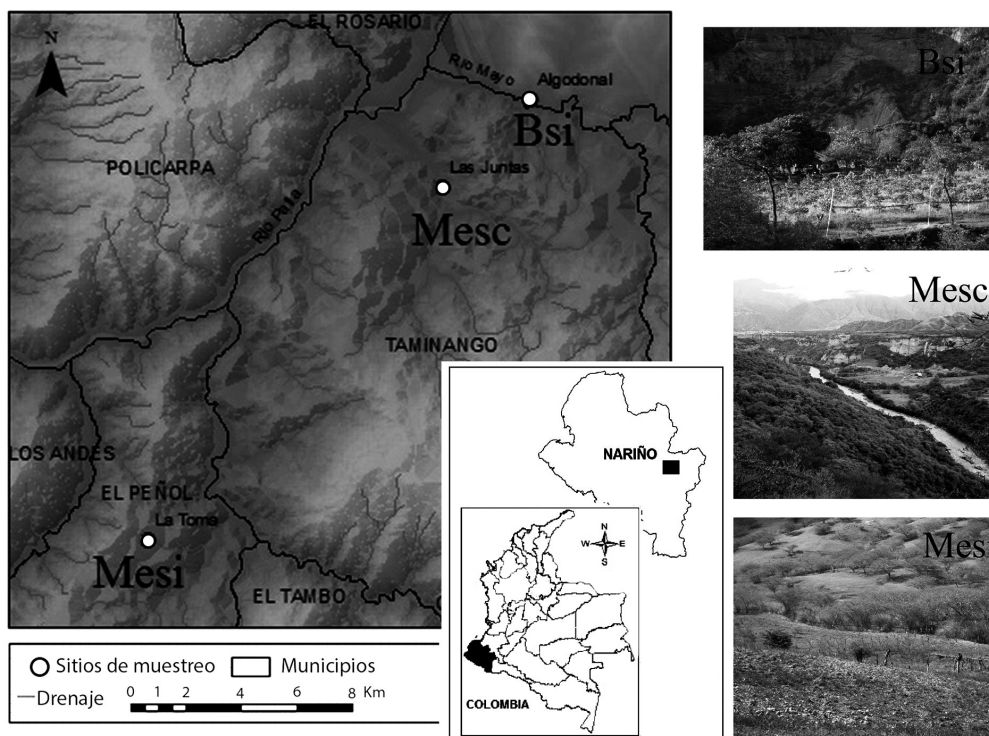 EL ROSARIO
N
Río Mayo
Algodonal
Bsi
POLICARPA
Las Juntas
Mesc
Río Patía
TAMINANGO
LOS ANDES
EL PEÑOL
La Toma
Mesi
EL TAMBO
Sitios de muestreo
Municipios
Drenaje
0 1 2 4 6 8 Km
NARIÑO
N
W E
S
COLOMBIA
Bsi
Mesc
Mes